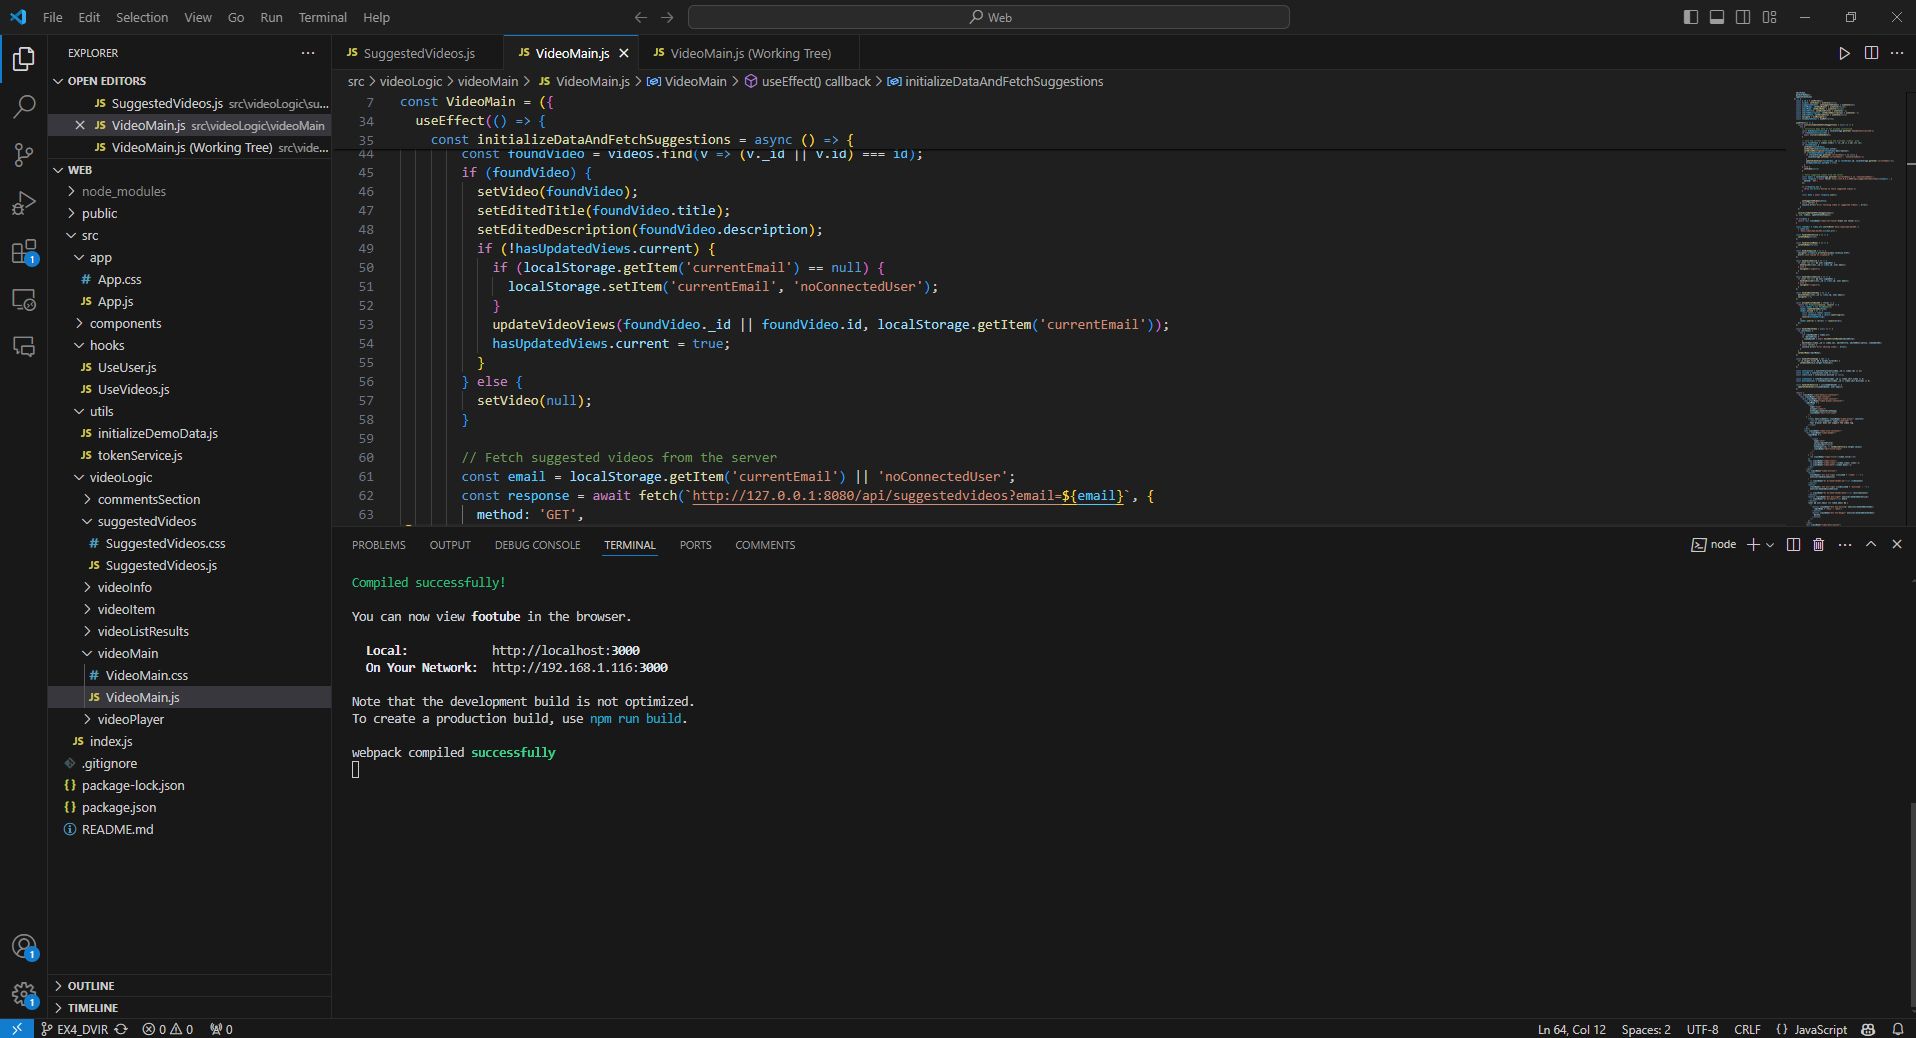 File Edit Selection View Go Run Terminal Help
Web
EXPLORER
OPEN EDITORS
JS SuggestedVideos.js src\videoLogic\su...
JS VideoMain.js src\videoLogic\videoMain
JS VideoMain.js (Working Tree) src\vide...
WEB
node_modules
public
src
app
# App.css
JS App.js
components
hooks
JS UseUser.js
JS UseVideos.js
utils
JS initializeDemoData.js
JS tokenService.js
videoLogic
commentsSection
suggestedVideos
# SuggestedVideos.css
JS SuggestedVideos.js
videoInfo
videoItem
videoListResults
videoMain
# VideoMain.css
JS VideoMain.js
videoPlayer
JS index.js
.gitignore
{} package-lock.json
{} package.json
README.md
OUTLINE
TIMELINE
1
1
1
JS SuggestedVideos.js JS VideoMain.js JS VideoMain.js (Working Tree)
src > videoLogic > videoMain > JS VideoMain.js > VideoMain > useEffect() callback > initializeDataAndFetchSuggestions
7 const VideoMain = ({
34 useEffect(() => {
35 const initializeDataAndFetchSuggestions = async () => {
44 const foundVideo = videos.find(v => (v._id || v.id) === id);
45 if (foundVideo) {
46 setVideo(foundVideo);
47 setEditedTitle(foundVideo.title);
48 setEditedDescription(foundVideo.description);
49 if (!hasUpdatedViews.current) {
50 if (localStorage.getItem('currentEmail') == null) {
51 localStorage.setItem('currentEmail', 'noConnectedUser');
52 }
53 updateVideoViews(foundVideo._id || foundVideo.id, localStorage.getItem('currentEmail'));
54 hasUpdatedViews.current = true;
55 }
56 } else {
57 setVideo(null);
58 }
59
60 // Fetch suggested videos from the server
61 const email = localStorage.getItem('currentEmail') || 'noConnectedUser';
62 const response = await fetch(`http://127.0.0.1:8080/api/suggestedvideos?email=${email}`, {
63 method: 'GET',
PROBLEMS OUTPUT DEBUG CONSOLE TERMINAL PORTS COMMENTS
node
Compiled successfully!
You can now view footube in the browser.
Local: http://localhost:3000
On Your Network: http://192.168.1.116:3000
Note that the development build is not optimized.
To create a production build, use npm run build.
webpack compiled successfully
EX4_DVIR 0 0 0
Ln 64, Col 12 Spaces: 2 UTF-8 CRLF {} JavaScript